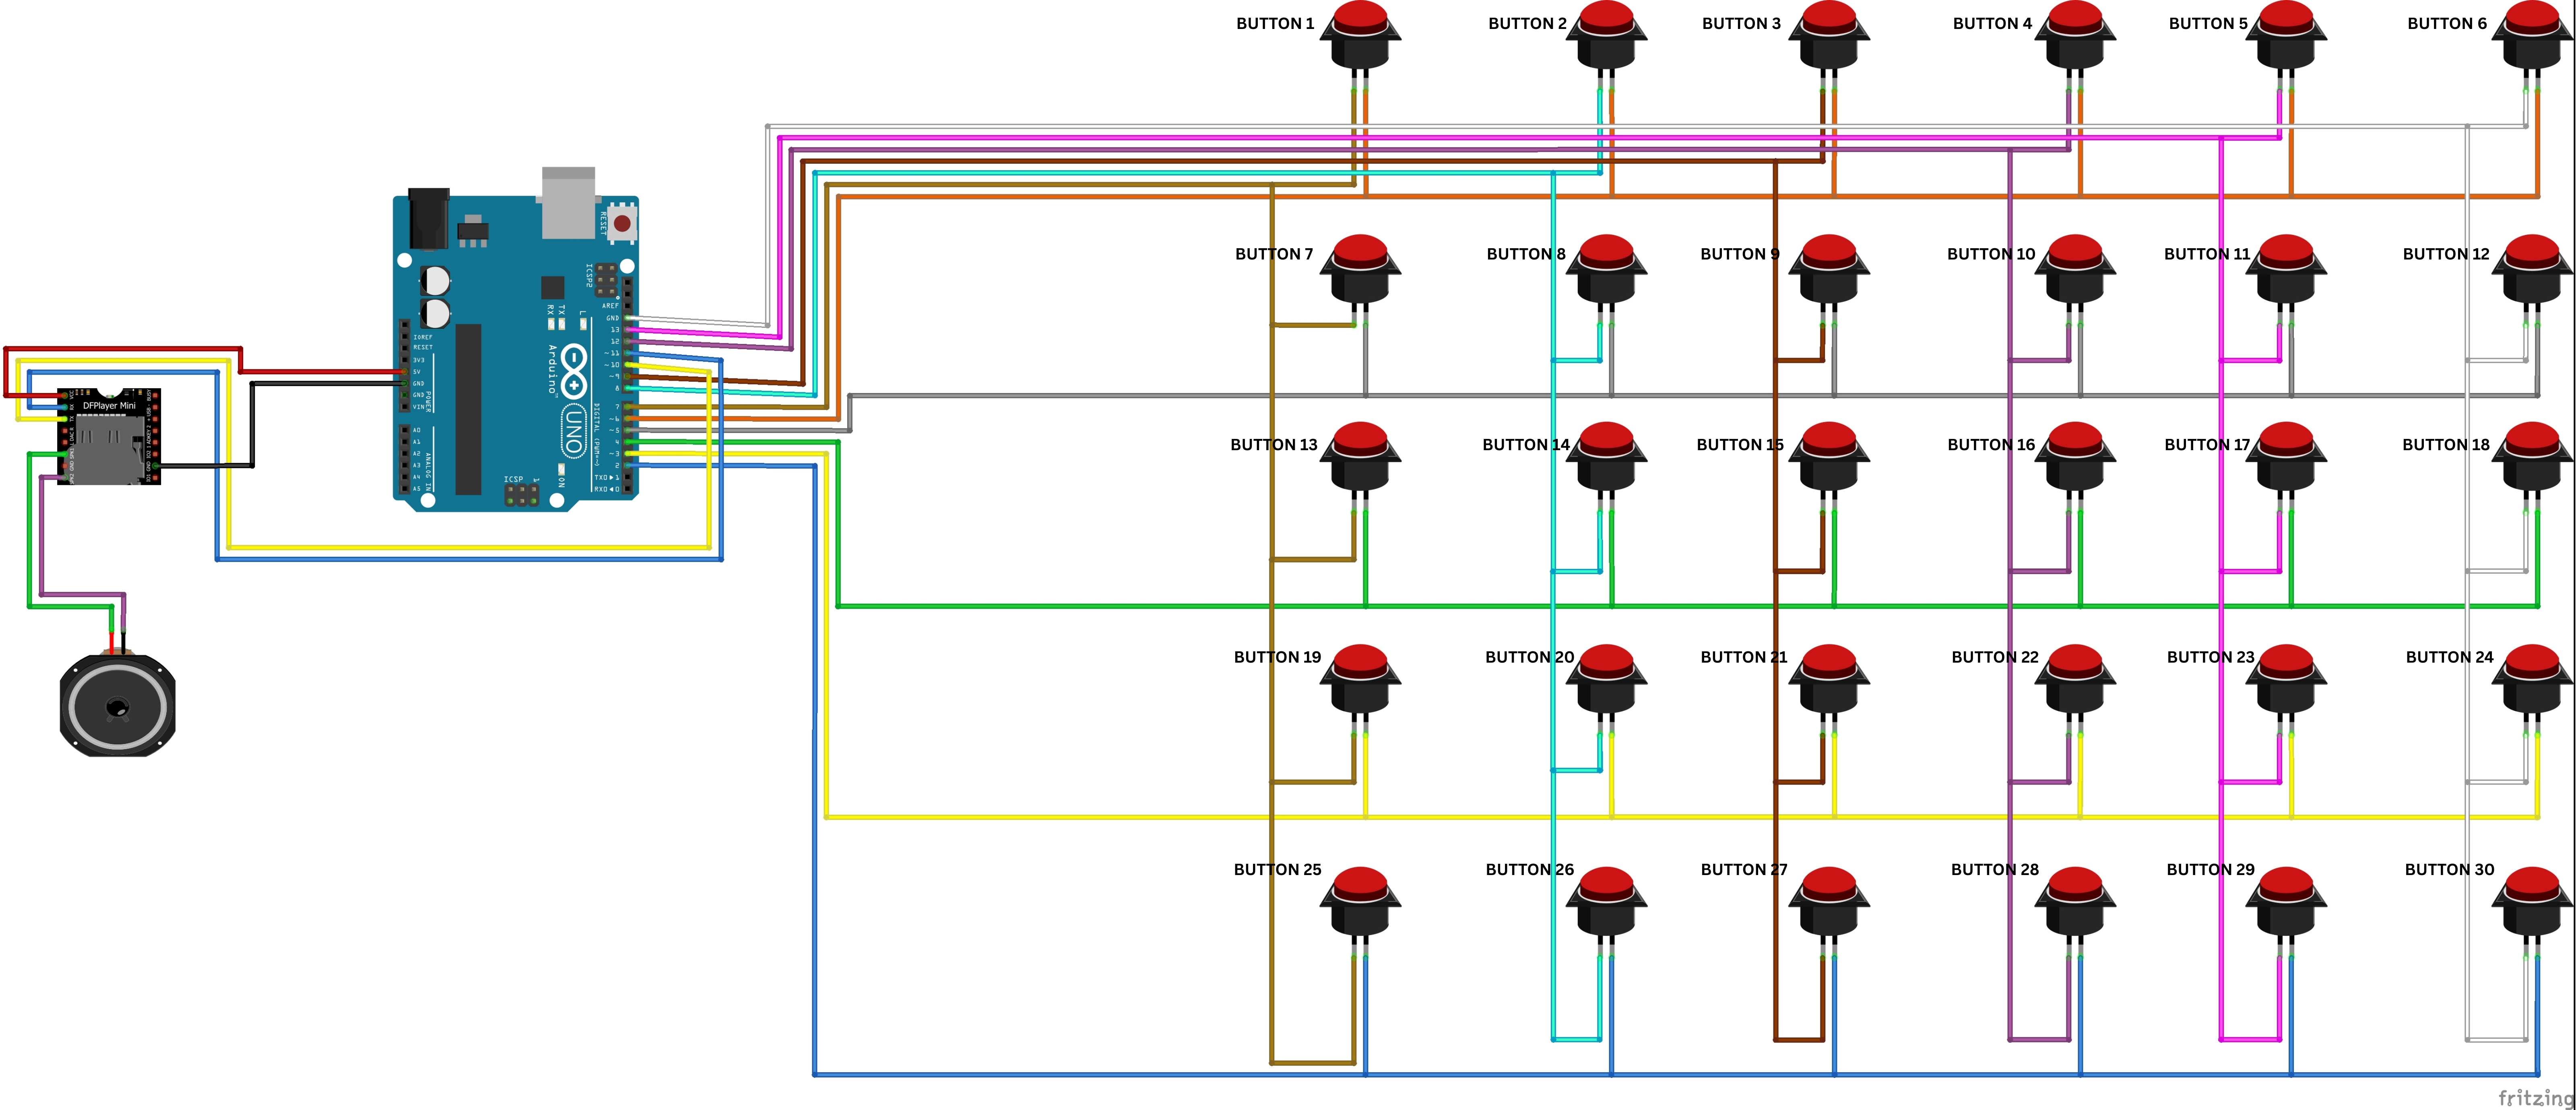 BUTTON 1
BUTTON 2
BUTTON 3
BUTTON 4
BUTTON 5
BUTTON 6
BUTTON 7
BUTTON 8
BUTTON 9
BUTTON 10
BUTTON 11
BUTTON 12
BUTTON 13
BUTTON 14
BUTTON 15
BUTTON 16
BUTTON 17
BUTTON 18
BUTTON 19
BUTTON 20
BUTTON 21
BUTTON 22
BUTTON 23
BUTTON 24
BUTTON 25
BUTTON 26
BUTTON 27
BUTTON 28
BUTTON 29
BUTTON 30
DFPlayer Mini
RESET
ICSP2
AREF
GND
13
12
~11
~10
~9
8
7
~6
~5
4
~3
2
TXD▶1
RXD◀0
DIGITAL (PWM~)
IOREF
RESET
3V3
5V
GND
GND
VIN
POWER
A0
A1
A2
A3
A4
A5
ANALOG IN
TX
RX
L
Arduino™
UNO
ON
ICSP
1
fritzing